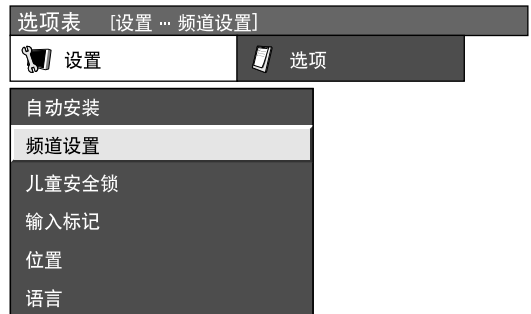 选项表 [设置 … 频道设置]
设置
选项
自动安装
频道设置
儿童安全锁
输入标记
位置
语言